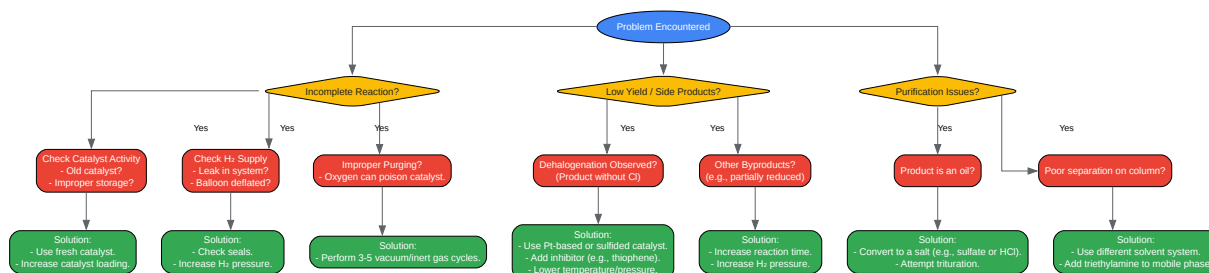 Problem Encountered
Incomplete Reaction?
Low Yield / Side Products?
Purification Issues?
Yes
Yes
Yes
Yes
Yes
Yes
Yes
Check Catalyst Activity
- Old catalyst?
- Improper storage?
Check H₂ Supply
- Leak in system?
- Balloon deflated?
Improper Purging?
- Oxygen can poison catalyst.
Dehalogenation Observed?
(Product without Cl)
Other Byproducts?
(e.g., partially reduced)
Product is an oil?
Poor separation on column?
Solution:
- Use fresh catalyst.
- Increase catalyst loading.
Solution:
- Check seals.
- Increase H₂ pressure.
Solution:
- Perform 3-5 vacuum/inert gas cycles.
Solution:
- Use Pt-based or sulfided catalyst.
- Add inhibitor (e.g., thiophene).
- Lower temperature/pressure.
Solution:
- Increase reaction time.
- Increase H₂ pressure.
Solution:
- Convert to a salt (e.g., sulfate or HCl).
- Attempt trituration.
Solution:
- Use different solvent system.
- Add triethylamine to mobile phase